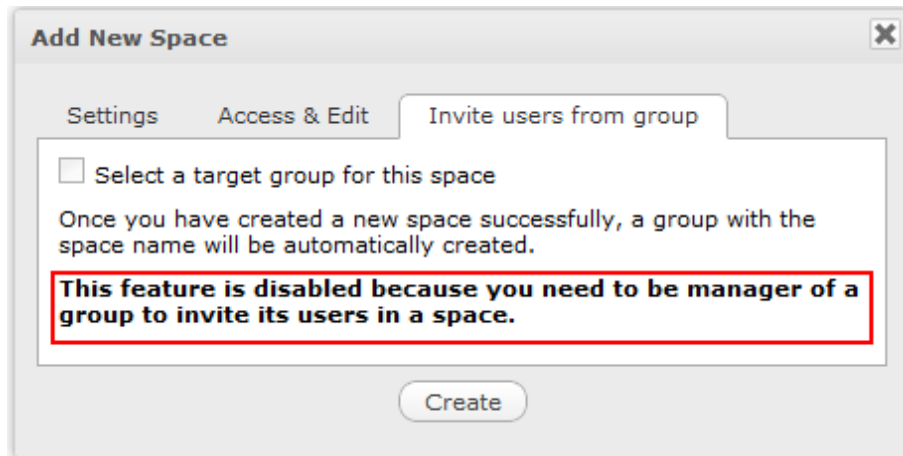 Add New Space
Settings
Access & Edit
Invite users from group
Select a target group for this space
Once you have created a new space successfully, a group with the
space name will be automatically created.
This feature is disabled because you need to be manager of a
group to invite its users in a space.
Create